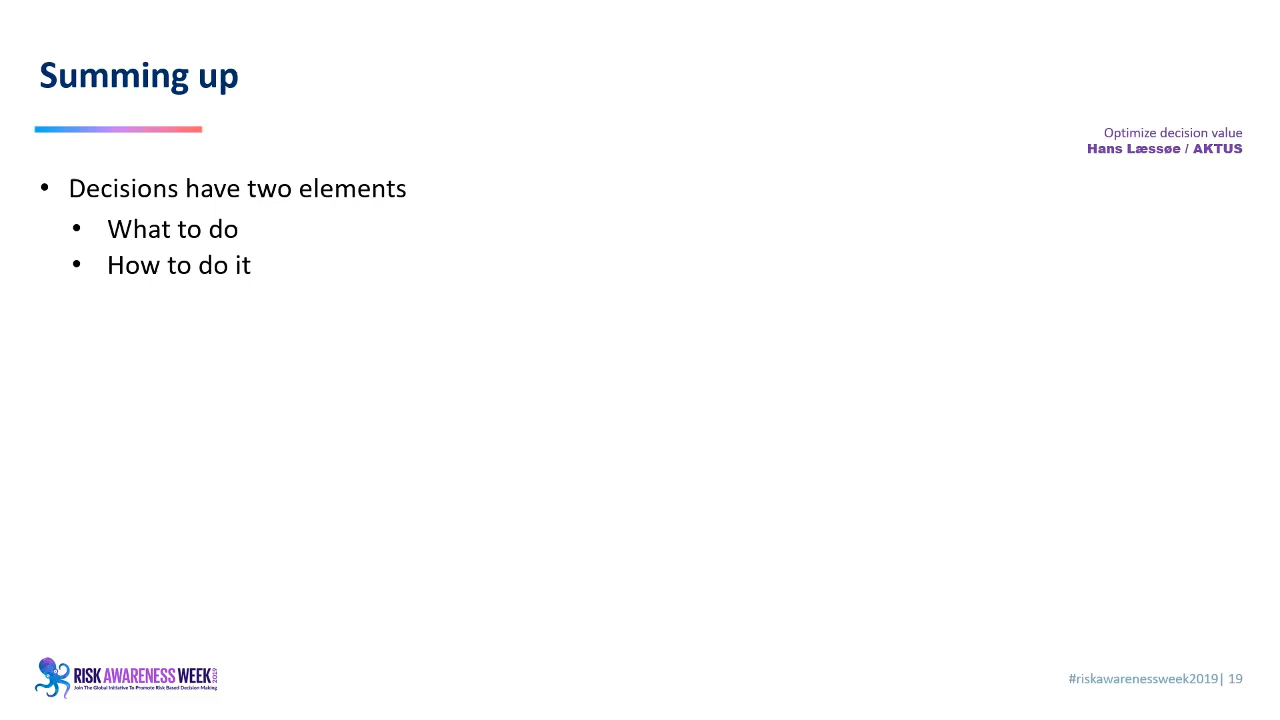 Summing up
Optimize decision value
Hans Læssøe / AKTUS
• Decisions have two elements
• What to do
• How to do it
RISK AWARENESS WEEK 2019
Join The Global Initiative To Promote Risk Based Decision Making
#riskawarenessweek2019| 19